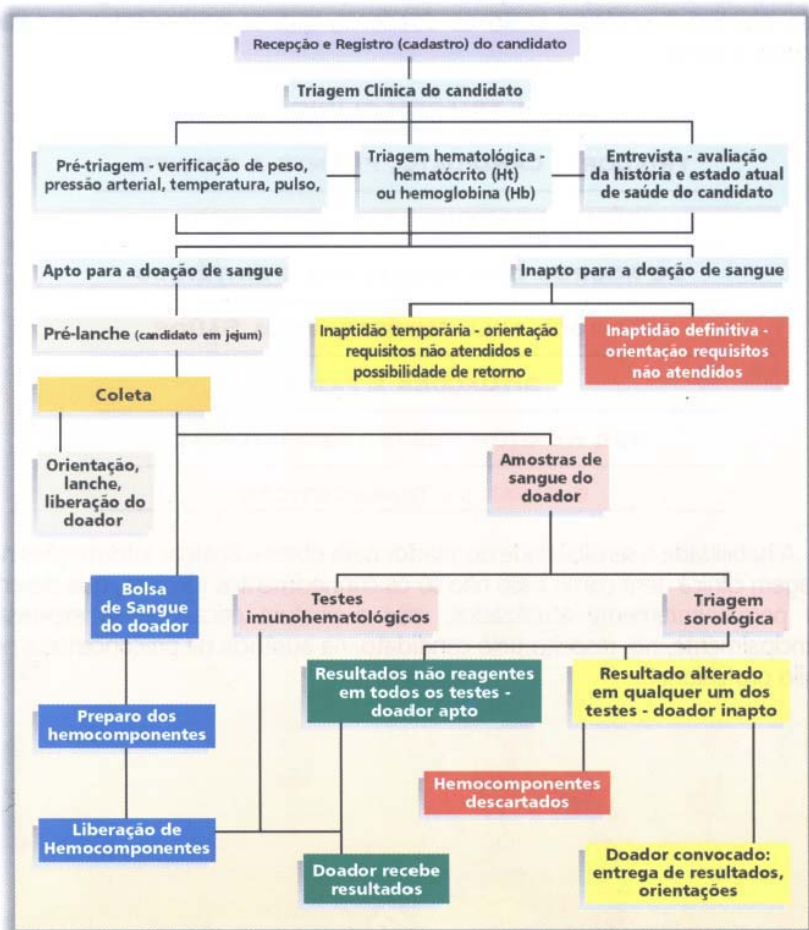 Recepção e Registro (cadastro) do candidato
Triagem Clínica do candidato
Pré-triagem - verificação de peso,
pressão arterial, temperatura, pulso,
Triagem hematológica -
hematócrito (Ht)
ou hemoglobina (Hb)
Entrevista - avaliação
da história e estado atual
de saúde do candidato
Apto para a doação de sangue
Inapto para a doação de sangue
Pré-lanche (candidato em jejum)
Inaptidão temporária - orientação
requisitos não atendidos e
possibilidade de retorno
Inaptidão definitiva -
orientação requisitos
não atendidos
Coleta
Orientação,
lanche,
liberação do
doador
Amostras de
sangue do
doador
Bolsa
de Sangue
do doador
Testes
imunohematológicos
Triagem
sorológica
Resultados não reagentes
em todos os testes -
doador apto
Resultado alterado
em qualquer um dos
testes - doador inapto
Preparo dos
hemocomponentes
Hemocomponentes
descartados
Liberação de
Hemocomponentes
Doador recebe
resultados
Doador convocado:
entrega de resultados,
orientações